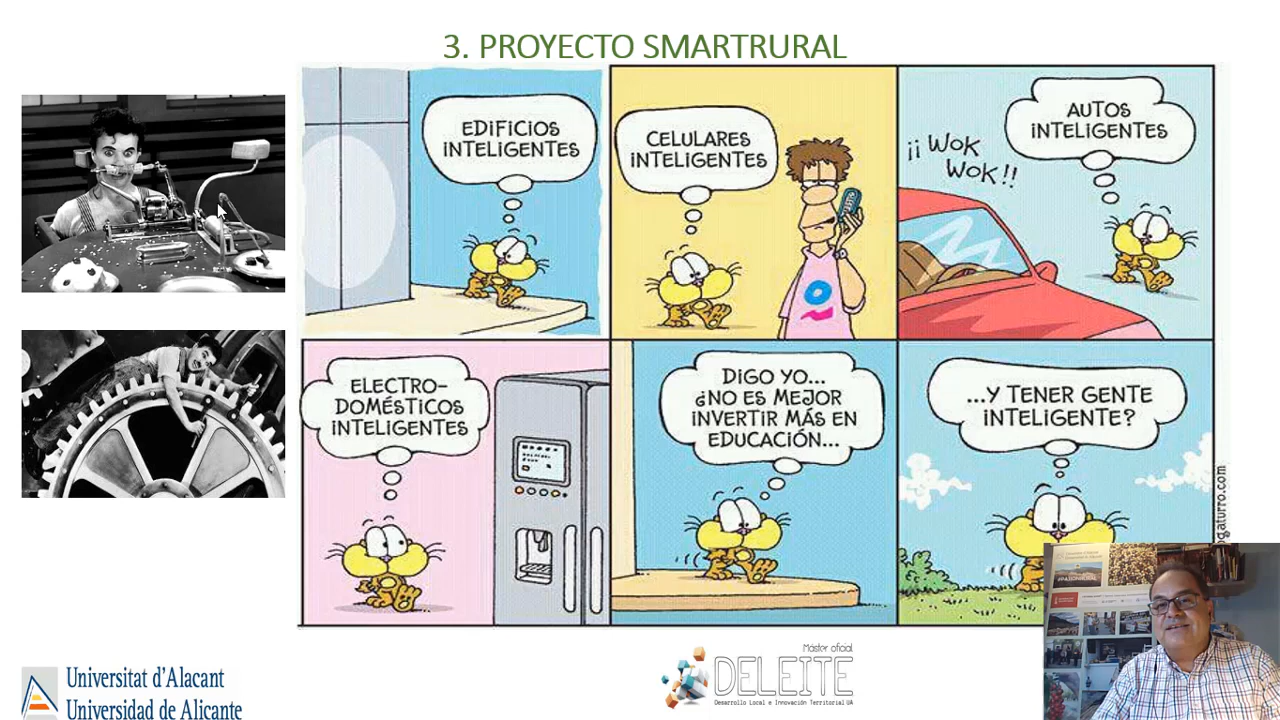 3. PROYECTO SMARTRURAL
EDIFICIOS
INTELIGENTES
CELULARES
INTELIGENTES
AUTOS
INTELIGENTES
¡¡WOK
WOK!!
ELECTRO-
DOMÉSTICOS
INTELIGENTES
DIGO YO...
¿NO ES MEJOR
INVERTIR MÁS EN
EDUCACIÓN...
...Y TENER GENTE
INTELIGENTE?
gaturro.com
Universitat d'Alacant
Universidad de Alicante
Máster oficial
DELEITE
Desarrollo Local e Innovación Territorial UA